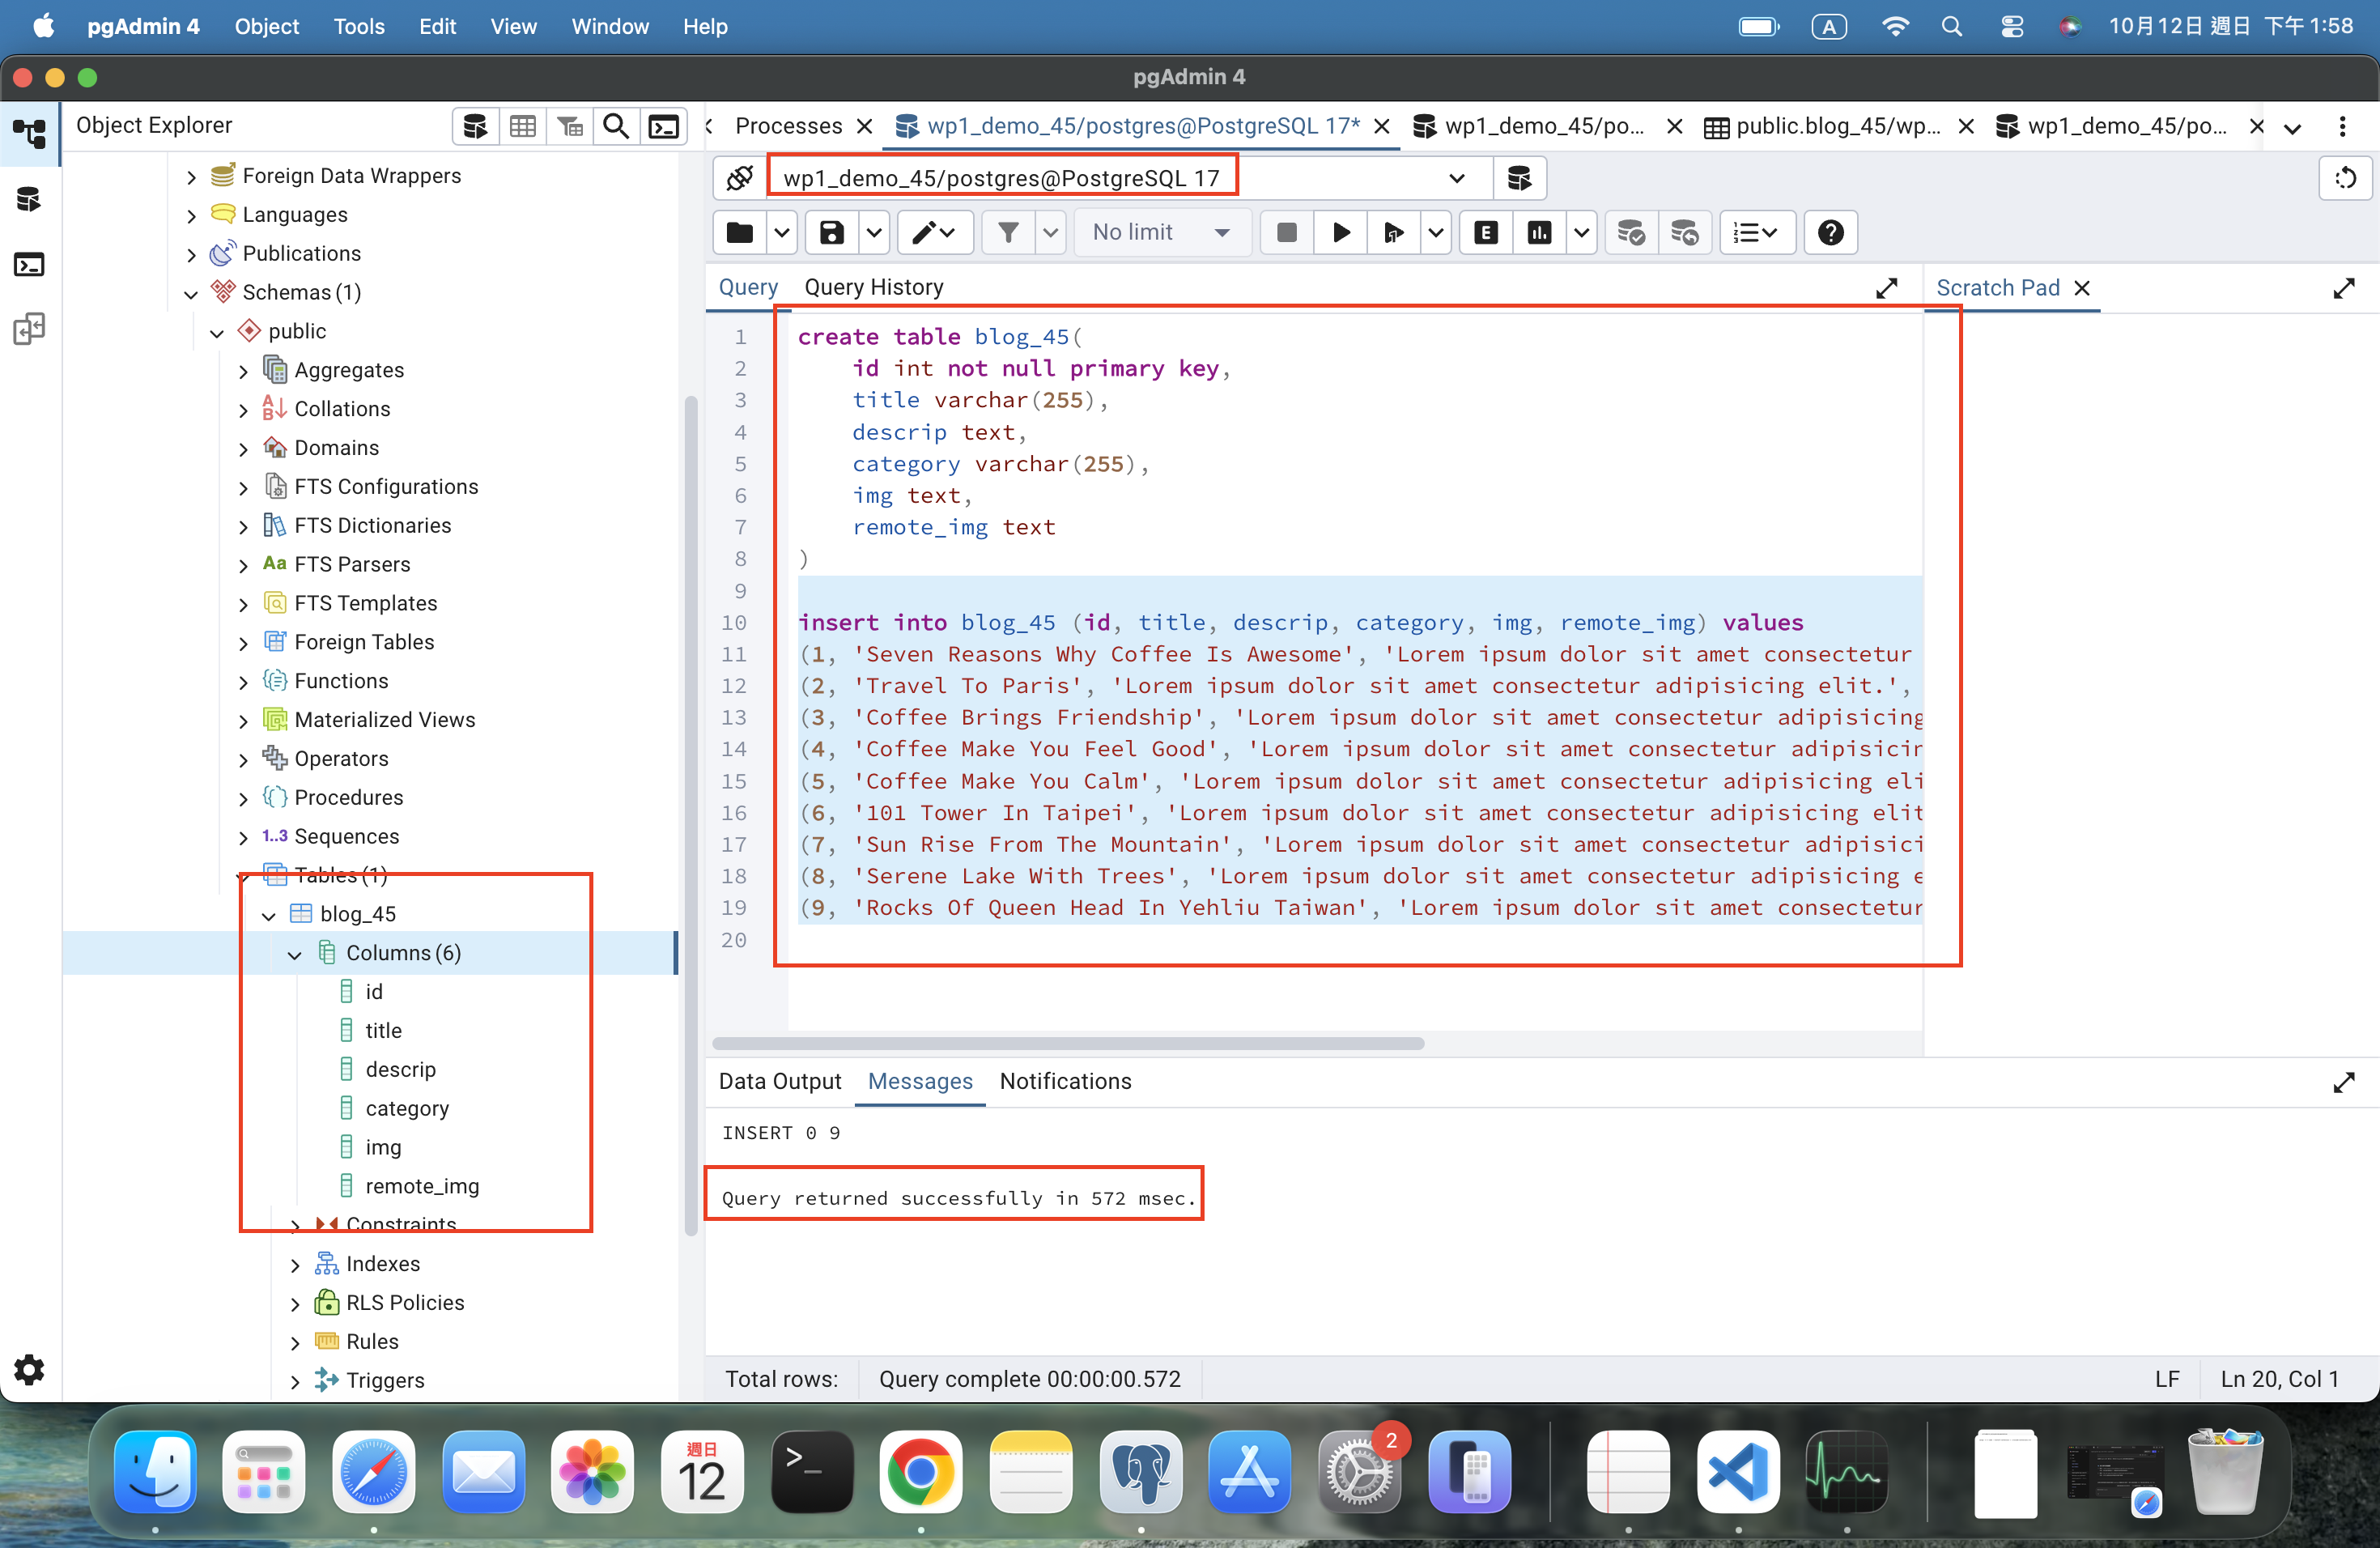 pgAdmin 4 Object Tools Edit View Window Help
A
10月12日 週日 下午 1:58
pgAdmin 4
Object Explorer
Foreign Data Wrappers
Languages
Publications
Schemas (1)
public
Aggregates
Collations
Domains
FTS Configurations
FTS Dictionaries
Aa FTS Parsers
FTS Templates
Foreign Tables
Functions
Materialized Views
Operators
Procedures
1..3 Sequences
Tables (1)
blog_45
Columns (6)
id
title
descrip
category
img
remote_img
Constraints
Indexes
RLS Policies
Rules
Triggers
Processes
wp1_demo_45/postgres@PostgreSQL 17*
wp1_demo_45/po...
public.blog_45/wp...
wp1_demo_45/po...
wp1_demo_45/postgres@PostgreSQL 17
No limit
E
Query Query History
Scratch Pad
1 create table blog_45(
2 id int not null primary key,
3 title varchar(255),
4 descrip text,
5 category varchar(255),
6 img text,
7 remote_img text
8 )
9
10 insert into blog_45 (id, title, descrip, category, img, remote_img) values
11 (1, 'Seven Reasons Why Coffee Is Awesome', 'Lorem ipsum dolor sit amet consectetur
12 (2, 'Travel To Paris', 'Lorem ipsum dolor sit amet consectetur adipisicing elit.',
13 (3, 'Coffee Brings Friendship', 'Lorem ipsum dolor sit amet consectetur adipisicing
14 (4, 'Coffee Make You Feel Good', 'Lorem ipsum dolor sit amet consectetur adipisicin
15 (5, 'Coffee Make You Calm', 'Lorem ipsum dolor sit amet consectetur adipisicing eli
16 (6, '101 Tower In Taipei', 'Lorem ipsum dolor sit amet consectetur adipisicing elit
17 (7, 'Sun Rise From The Mountain', 'Lorem ipsum dolor sit amet consectetur adipisici
18 (8, 'Serene Lake With Trees', 'Lorem ipsum dolor sit amet consectetur adipisicing e
19 (9, 'Rocks Of Queen Head In Yehliu Taiwan', 'Lorem ipsum dolor sit amet consectetur
20
Data Output Messages Notifications
INSERT 0 9
Query returned successfully in 572 msec.
Total rows: Query complete 00:00:00.572
LF Ln 20, Col 1
週日
12
2